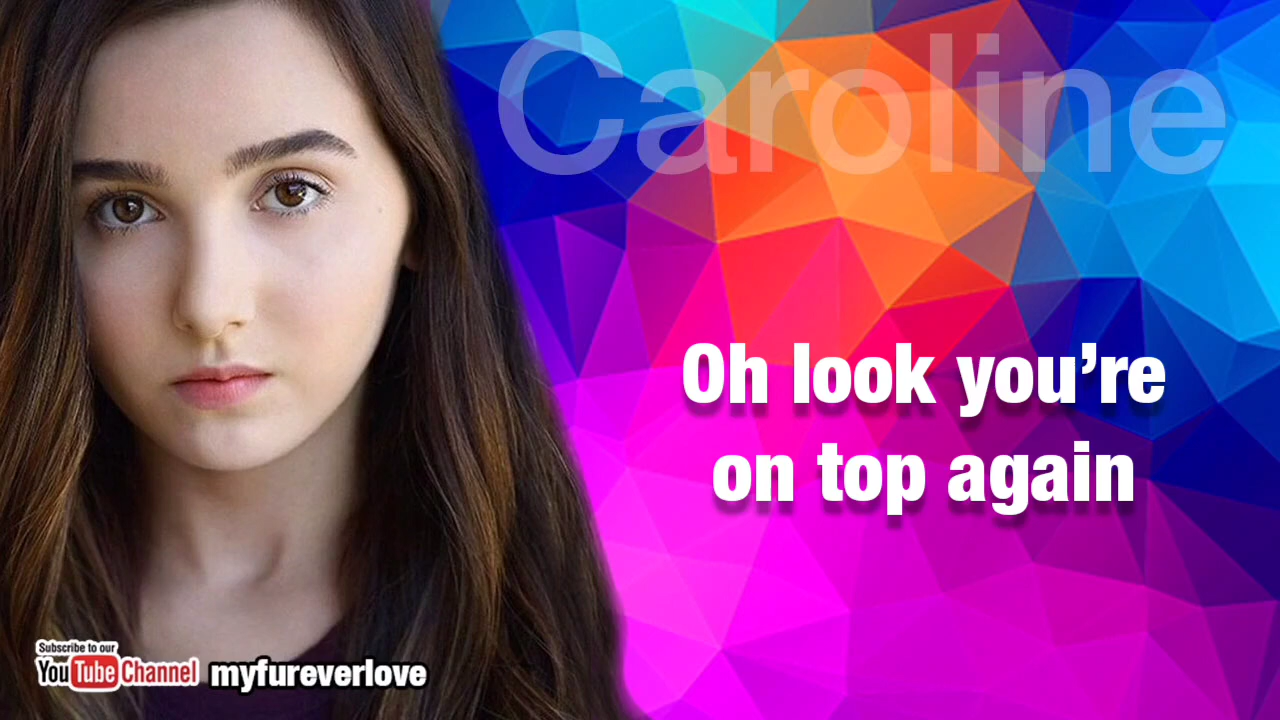 Caroline
Oh look you’re
on top again
Subscribe to our
YouTube Channel
myfureverlove